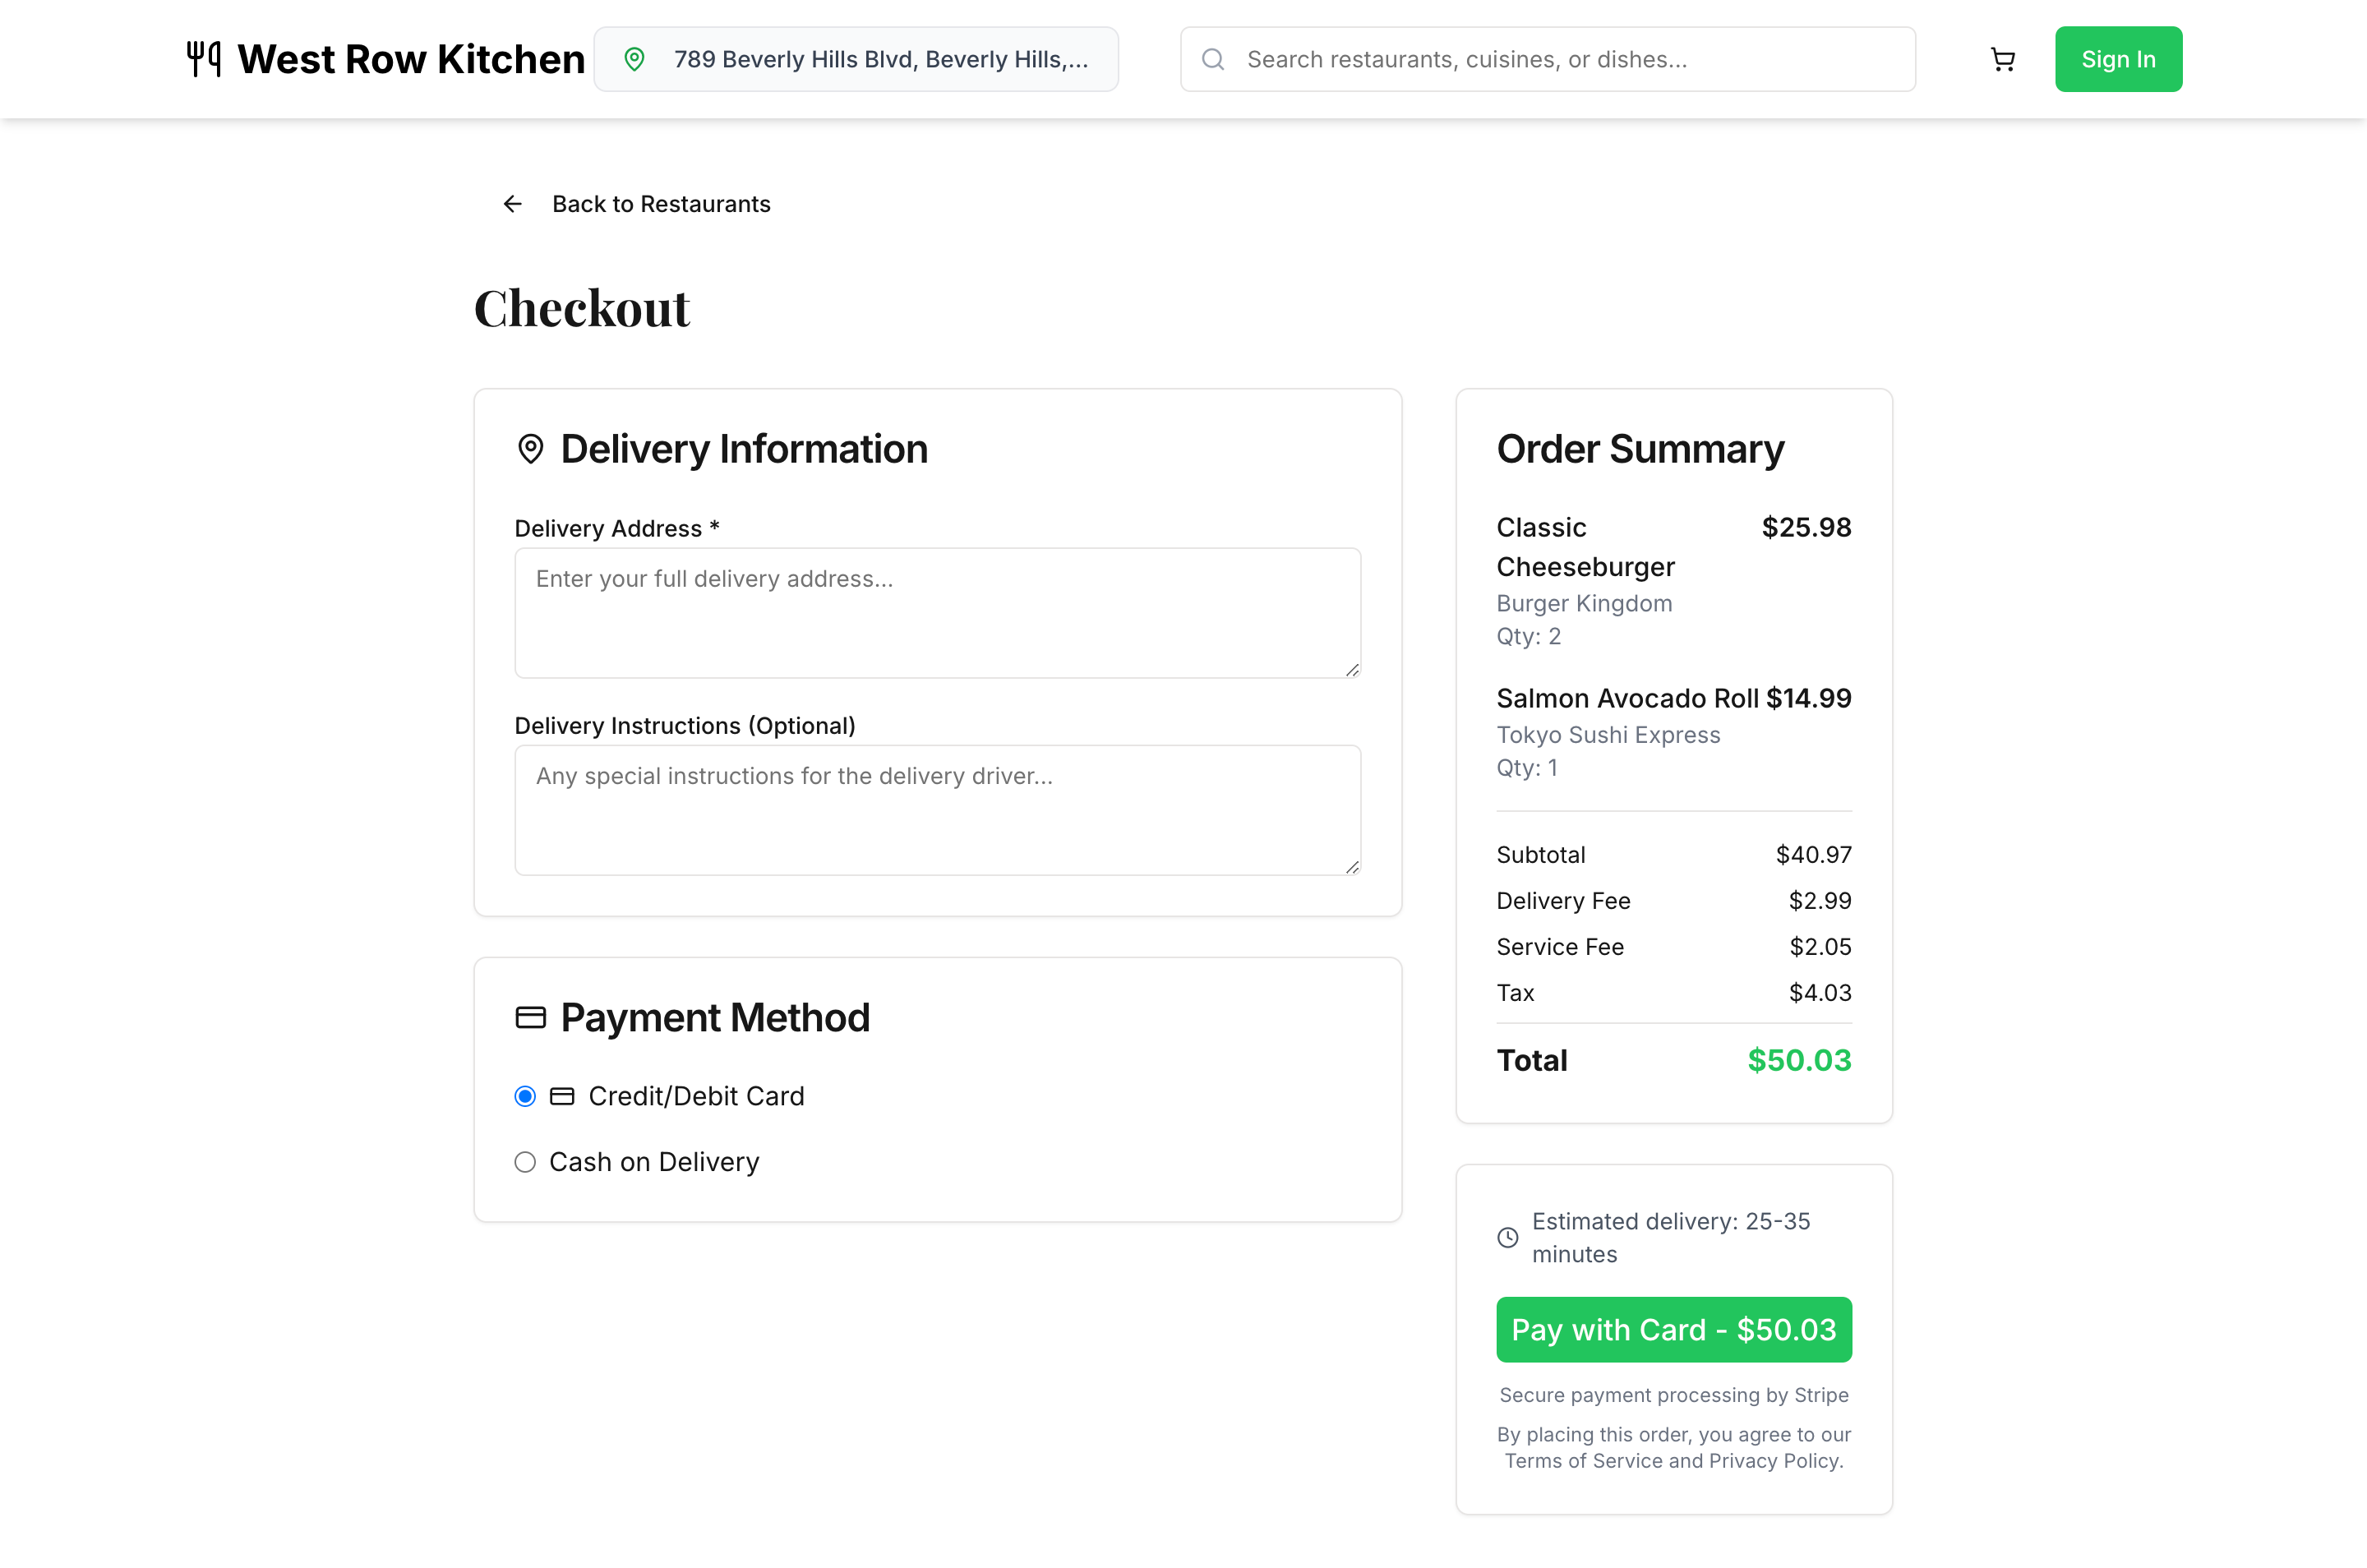 West Row Kitchen
789 Beverly Hills Blvd, Beverly Hills,...
Search restaurants, cuisines, or dishes...
Sign In
Back to Restaurants
Checkout
Delivery Information
Delivery Address *
Enter your full delivery address...
Delivery Instructions (Optional)
Any special instructions for the delivery driver...
Payment Method
Credit/Debit Card
Cash on Delivery
Order Summary
Classic $25.98
Cheeseburger
Burger Kingdom
Qty: 2
Salmon Avocado Roll $14.99
Tokyo Sushi Express
Qty: 1
Subtotal $40.97
Delivery Fee $2.99
Service Fee $2.05
Tax $4.03
Total $50.03
Estimated delivery: 25-35
minutes
Pay with Card - $50.03
Secure payment processing by Stripe
By placing this order, you agree to our
Terms of Service and Privacy Policy.